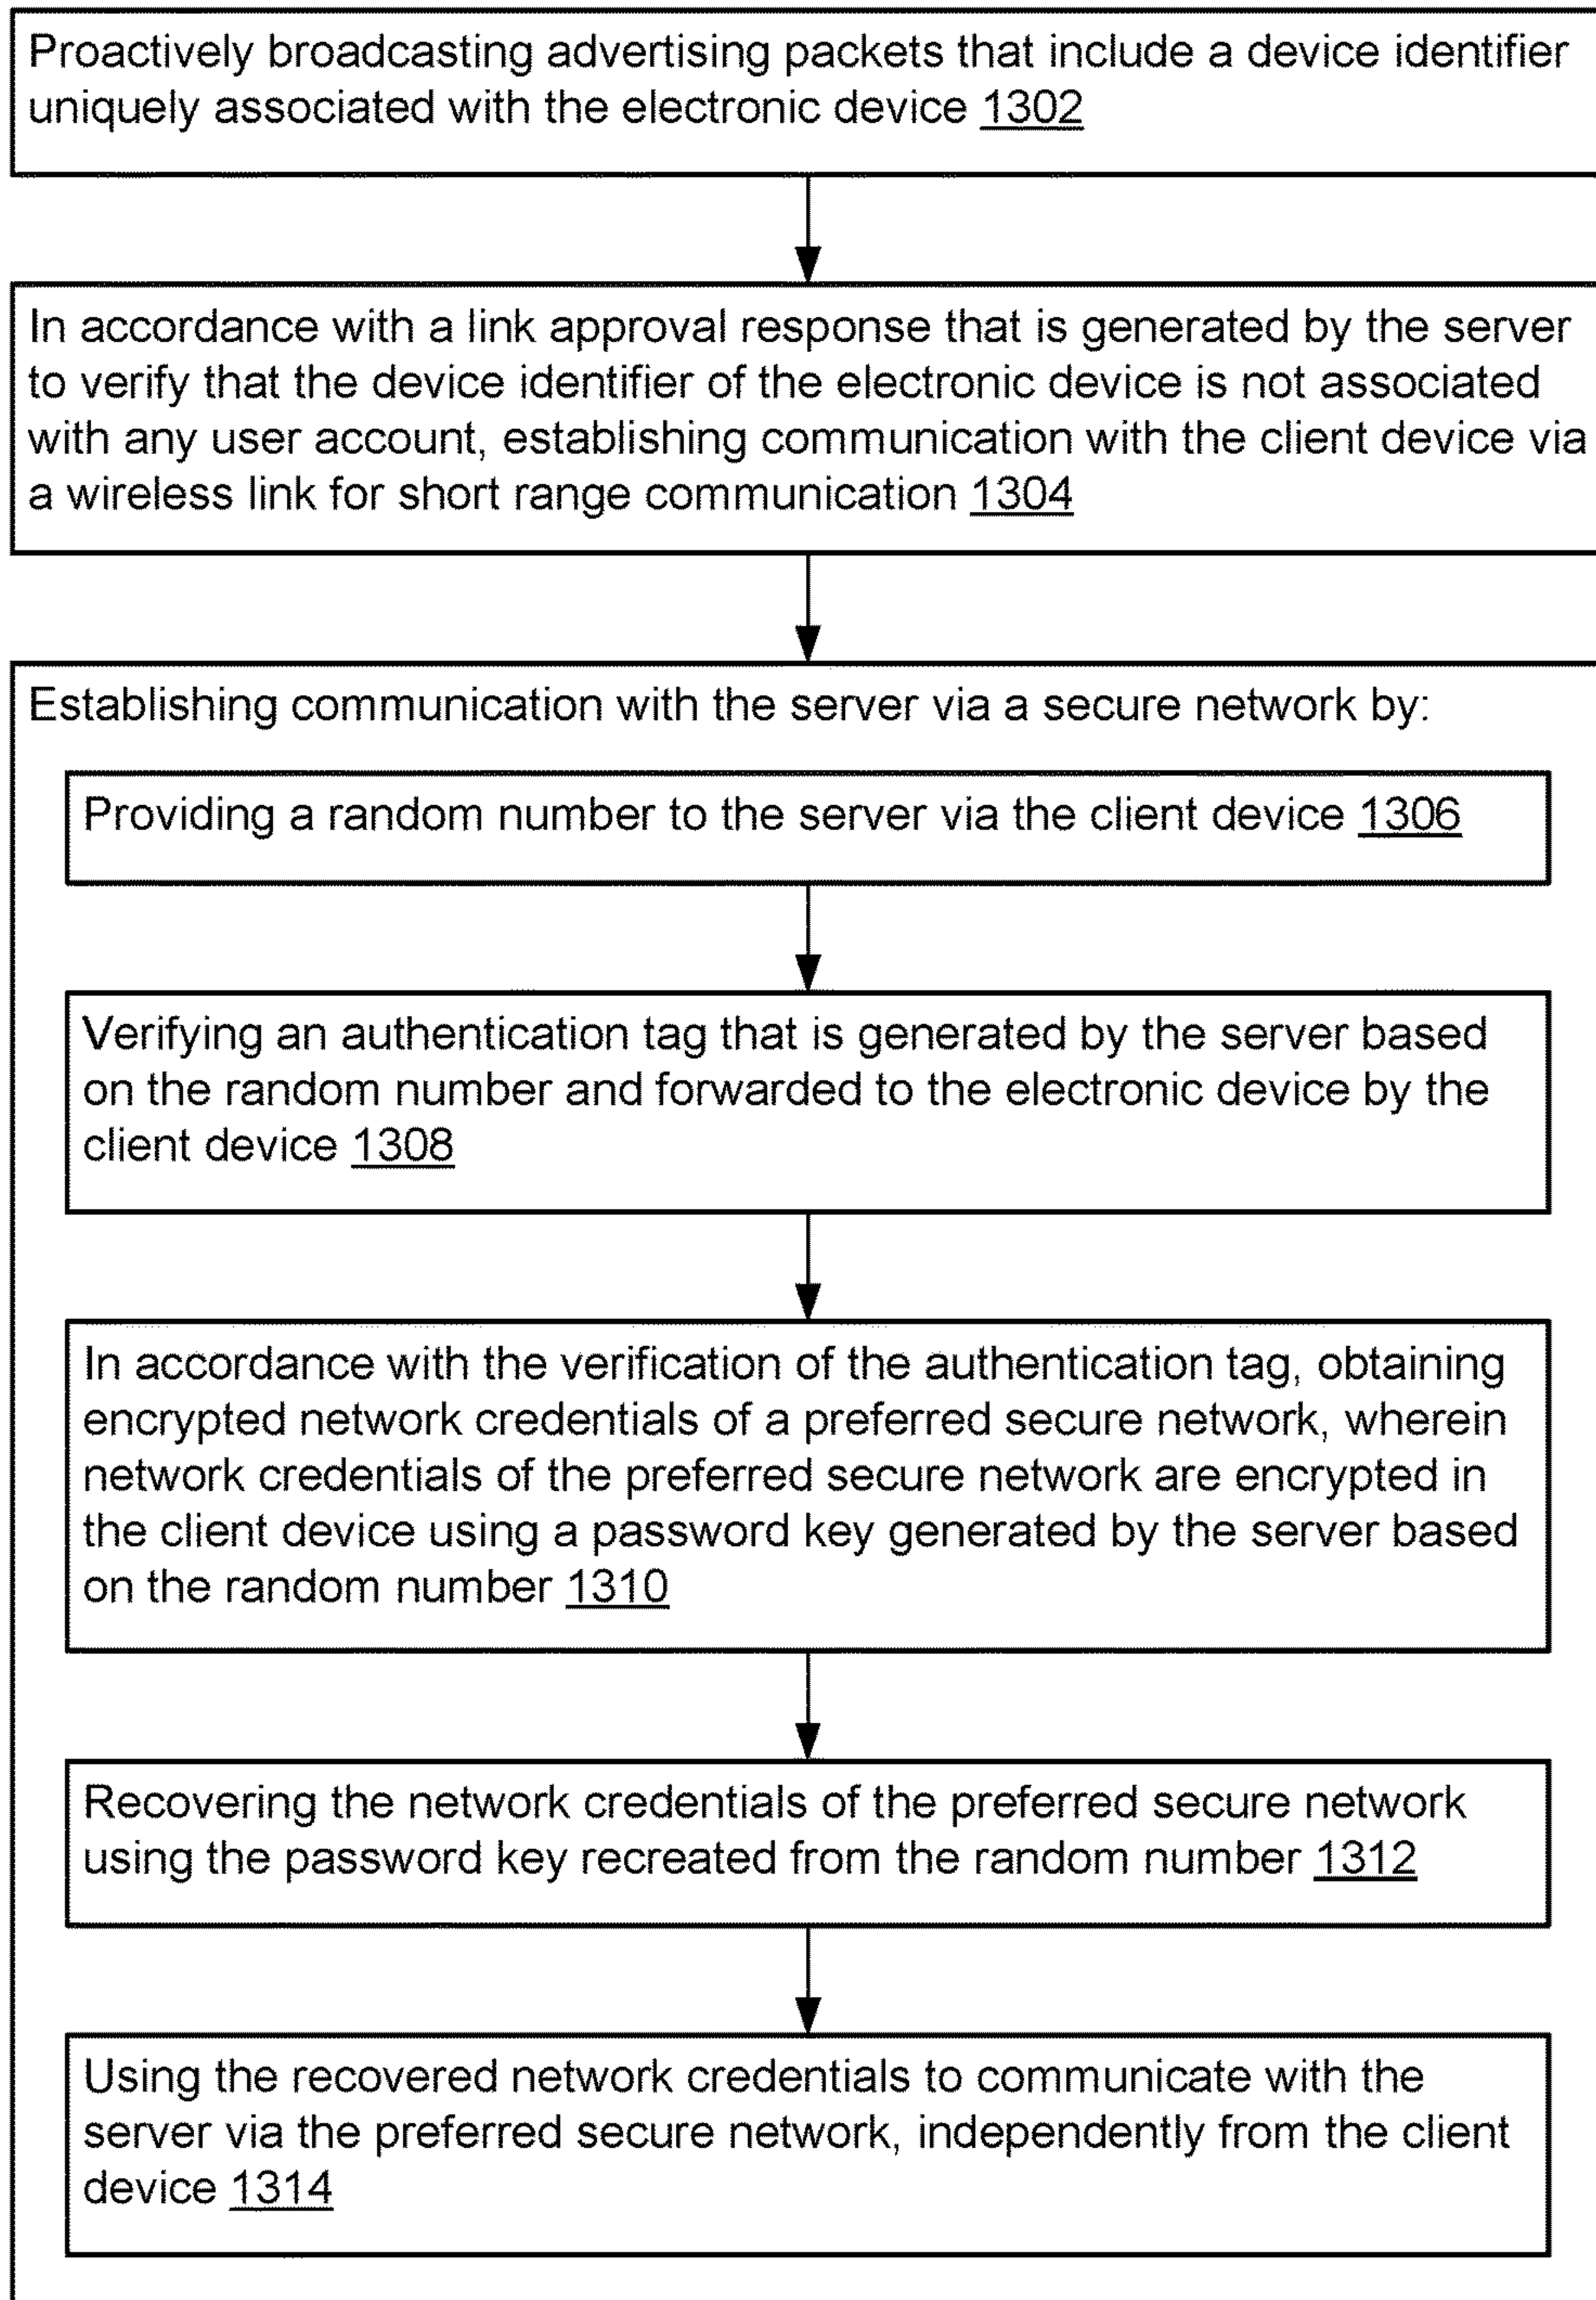 Proactively broadcasting advertising packets that include a device identifier
uniquely associated with the electronic device 1302
In accordance with a link approval response that is generated by the server
to verify that the device identifier of the electronic device is not associated
with any user account, establishing communication with the client device via
a wireless link for short range communication 1304
Establishing communication with the server via a secure network by:
Providing a random number to the server via the client device 1306
Verifying an authentication tag that is generated by the server based
on the random number and forwarded to the electronic device by the
client device 1308
In accordance with the verification of the authentication tag, obtaining
encrypted network credentials of a preferred secure network, wherein
network credentials of the preferred secure network are encrypted in
the client device using a password key generated by the server based
on the random number 1310
Recovering the network credentials of the preferred secure network
using the password key recreated from the random number 1312
Using the recovered network credentials to communicate with the
server via the preferred secure network, independently from the client
device 1314